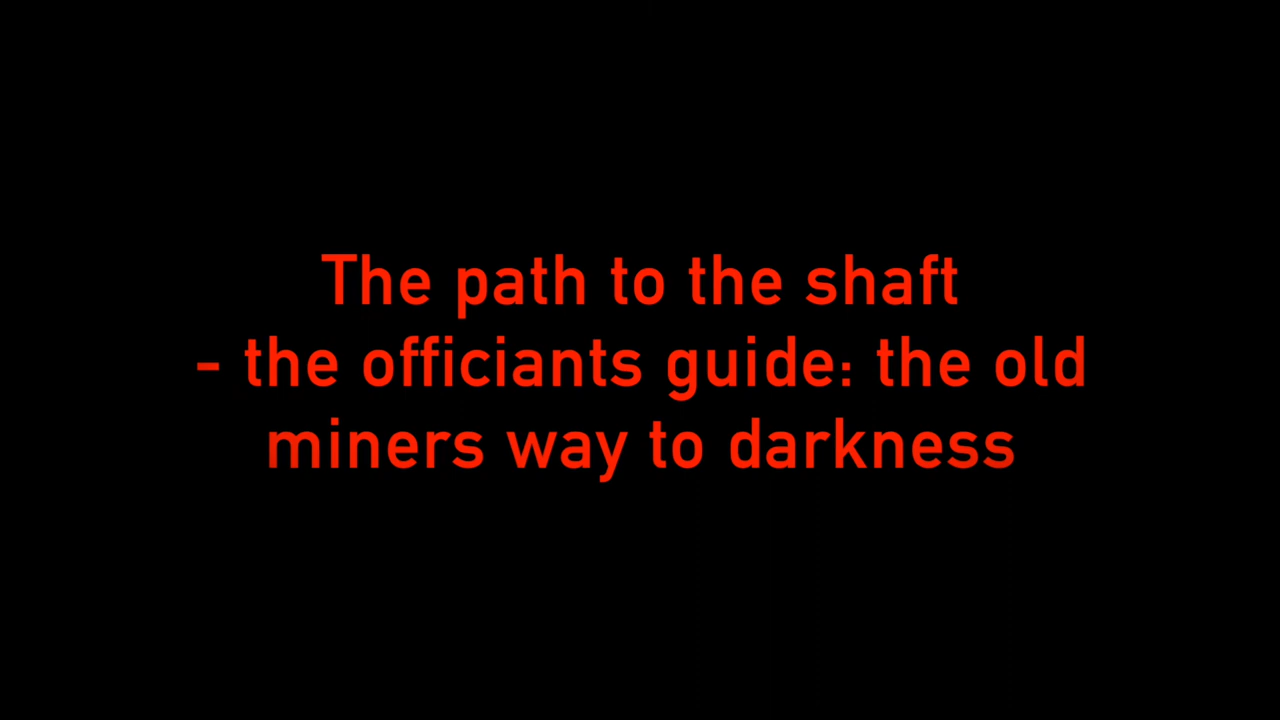 The path to the shaft
- the officiants guide: the old
miners way to darkness